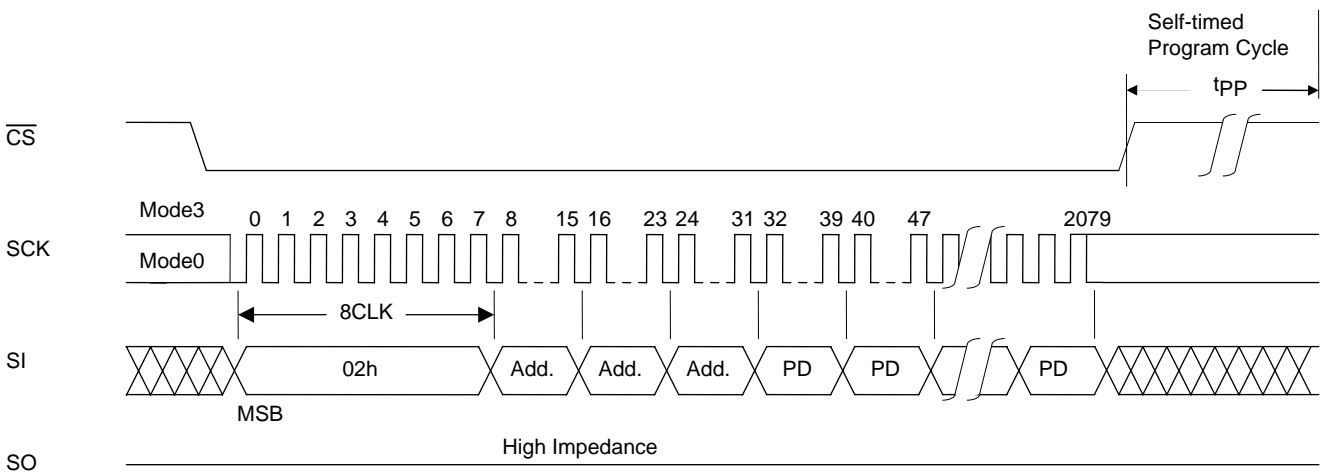 Self-timed
Program Cycle
tPP
CS
Mode3
0 1 2 3 4 5 6 7 8 15 16 23 24 31 32 39 40 47 2079
SCK
Mode0
8CLK
SI
02h Add. Add. Add. PD PD PD
MSB
High Impedance
SO